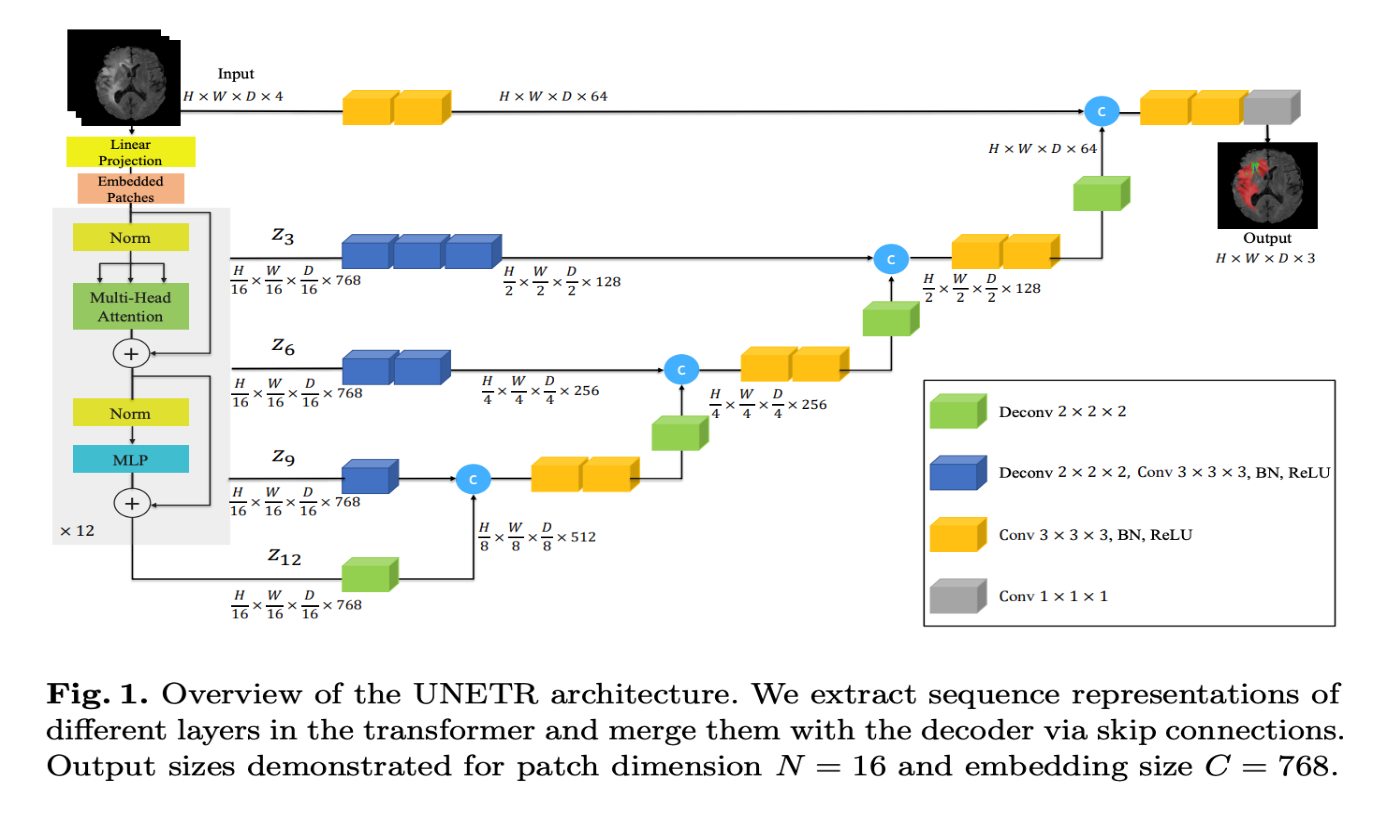 Input
H × W × D × 4
H × W × D × 64
C
H × W × D × 64
Linear
Projection
Embedded
Patches
Norm
Multi-Head
Attention
+
Norm
MLP
+
× 12
z3
H/16 × W/16 × D/16 × 768
H/2 × W/2 × D/2 × 128
C
H/2 × W/2 × D/2 × 128
Output
H × W × D × 3
z6
H/16 × W/16 × D/16 × 768
H/4 × W/4 × D/4 × 256
C
H/4 × W/4 × D/4 × 256
z9
H/16 × W/16 × D/16 × 768
C
H/8 × W/8 × D/8 × 512
z12
H/16 × W/16 × D/16 × 768
Deconv 2 × 2 × 2
Deconv 2 × 2 × 2, Conv 3 × 3 × 3, BN, ReLU
Conv 3 × 3 × 3, BN, ReLU
Conv 1 × 1 × 1
Fig. 1. Overview of the UNETR architecture. We extract sequence representations of
different layers in the transformer and merge them with the decoder via skip connections.
Output sizes demonstrated for patch dimension N = 16 and embedding size C = 768.